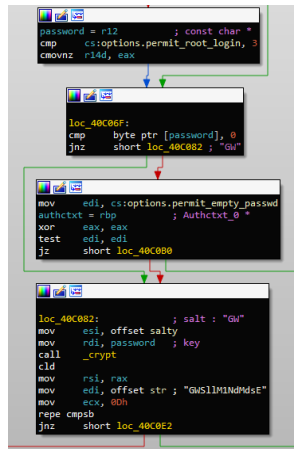 password = r12 ; const char *
cmp cs:options.permit_root_login, 3
cmovnz r14d, eax
loc_40C06F:
cmp byte ptr [password], 0
jnz short loc_40C082 ; "GW"
mov edi, cs:options.permit_empty_passwd
authctxt = rbp ; Authctxt_0 *
xor eax, eax
test edi, edi
jz short loc_40C0B0
loc_40C082: ; salt : "GW"
mov esi, offset salty
mov rdi, password ; key
call _crypt
cld
mov rsi, rax
mov edi, offset str ; "GWSllM1NdMdsE"
mov ecx, 0Dh
repe cmpsb
jnz short loc_40C0E2